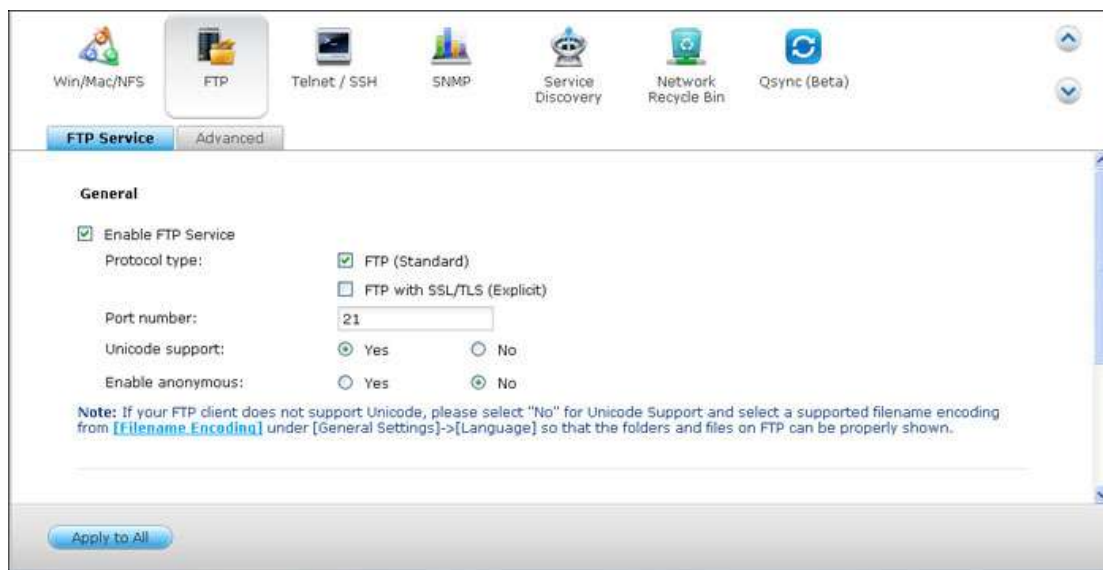 Win/Mac/NFS
FTP
Telnet / SSH
SNMP
Service
Discovery
Network
Recycle Bin
Qsync (Beta)
FTP Service
Advanced
General
Enable FTP Service
Protocol type:
FTP (Standard)
FTP with SSL/TLS (Explicit)
Port number:
21
Unicode support:
Yes
No
Enable anonymous:
Yes
No
Note: If your FTP client does not support Unicode, please select "No" for Unicode Support and select a supported filename encoding
from [Filename Encoding] under [General Settings]->[Language] so that the folders and files on FTP can be properly shown.
Apply to All